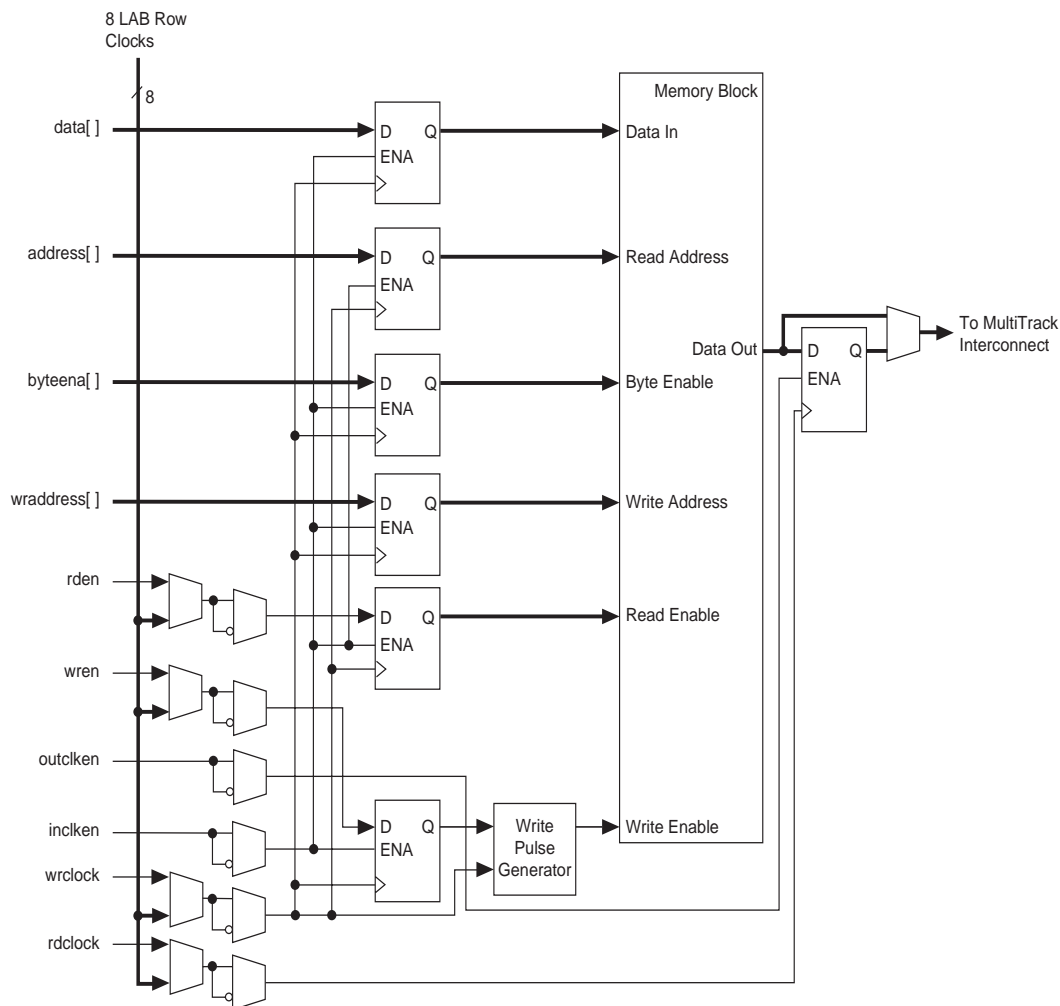 8 LAB Row
Clocks
8
Memory Block
data[ ]
D Q
ENA
Data In
address[ ]
D Q
ENA
Read Address
To MultiTrack
Interconnect
Data Out
D Q
ENA
byteena[ ]
D Q
ENA
Byte Enable
wraddress[ ]
D Q
ENA
Write Address
rden
D Q
ENA
Read Enable
wren
outclken
inclken
D Q
ENA
Write
Pulse
Generator
Write Enable
wrclock
rdclock